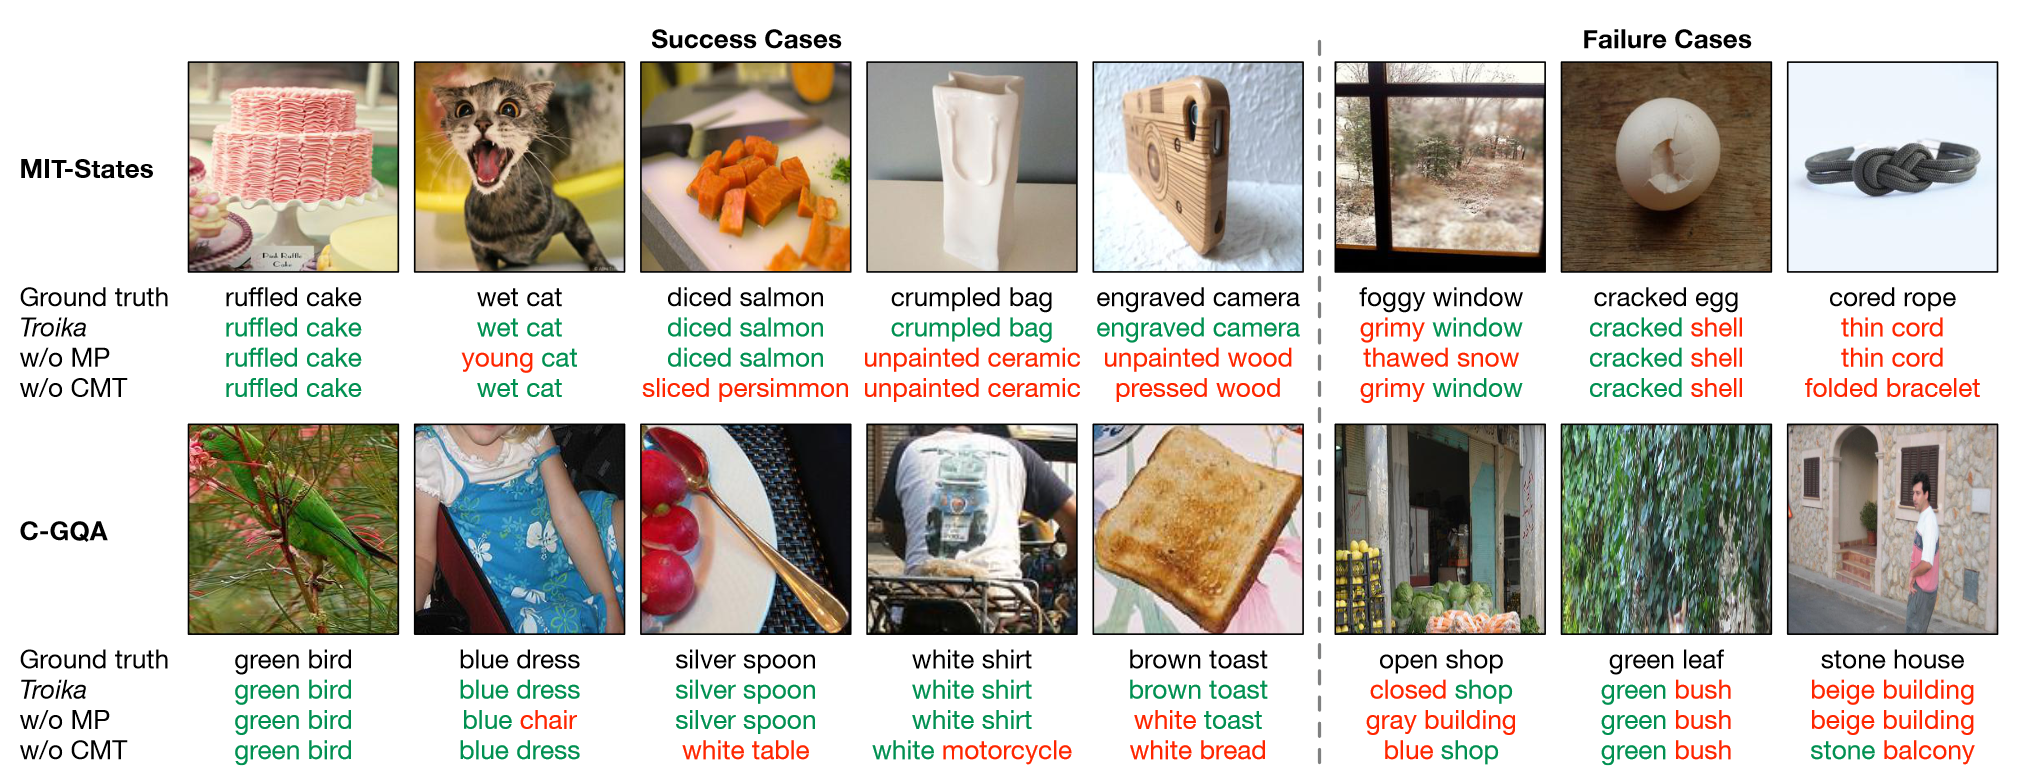 Success Cases Failure Cases
Pink Ruffle
Cake
MIT-States
Ground truth ruffled cake wet cat diced salmon crumpled bag engraved camera foggy window cracked egg cored rope
Troika ruffled cake wet cat diced salmon crumpled bag engraved camera grimy window cracked shell thin cord
w/o MP ruffled cake young cat diced salmon unpainted ceramic unpainted wood thawed snow cracked shell thin cord
w/o CMT ruffled cake wet cat sliced persimmon unpainted ceramic pressed wood grimy window cracked shell folded bracelet
C-GQA
Ground truth green bird blue dress silver spoon white shirt brown toast open shop green leaf stone house
Troika green bird blue dress silver spoon white shirt brown toast closed shop green bush beige building
w/o MP green bird blue chair silver spoon white shirt white toast gray building green bush beige building
w/o CMT green bird blue dress white table white motorcycle white bread blue shop green bush stone balcony